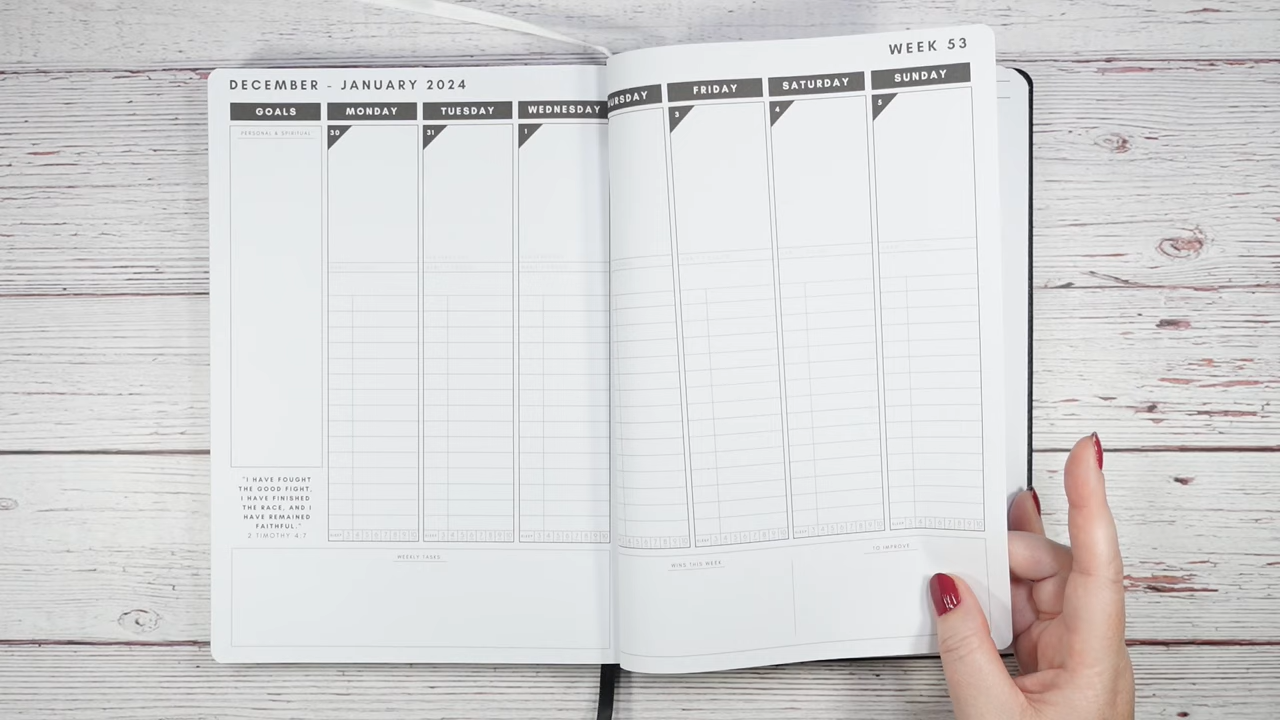 DECEMBER - JANUARY 2024
WEEK 53
GOALS
MONDAY
TUESDAY
WEDNESDAY
URSDAY
FRIDAY
SATURDAY
SUNDAY
PERSONAL & SPIRITUAL
30
31
1
3
4
5
"I HAVE FOUGHT
THE GOOD FIGHT,
I HAVE FINISHED
THE RACE, AND I
HAVE REMAINED
FAITHFUL."
2 TIMOTHY 4:7
WEEKLY TASKS
WINS THIS WEEK
TO IMPROVE